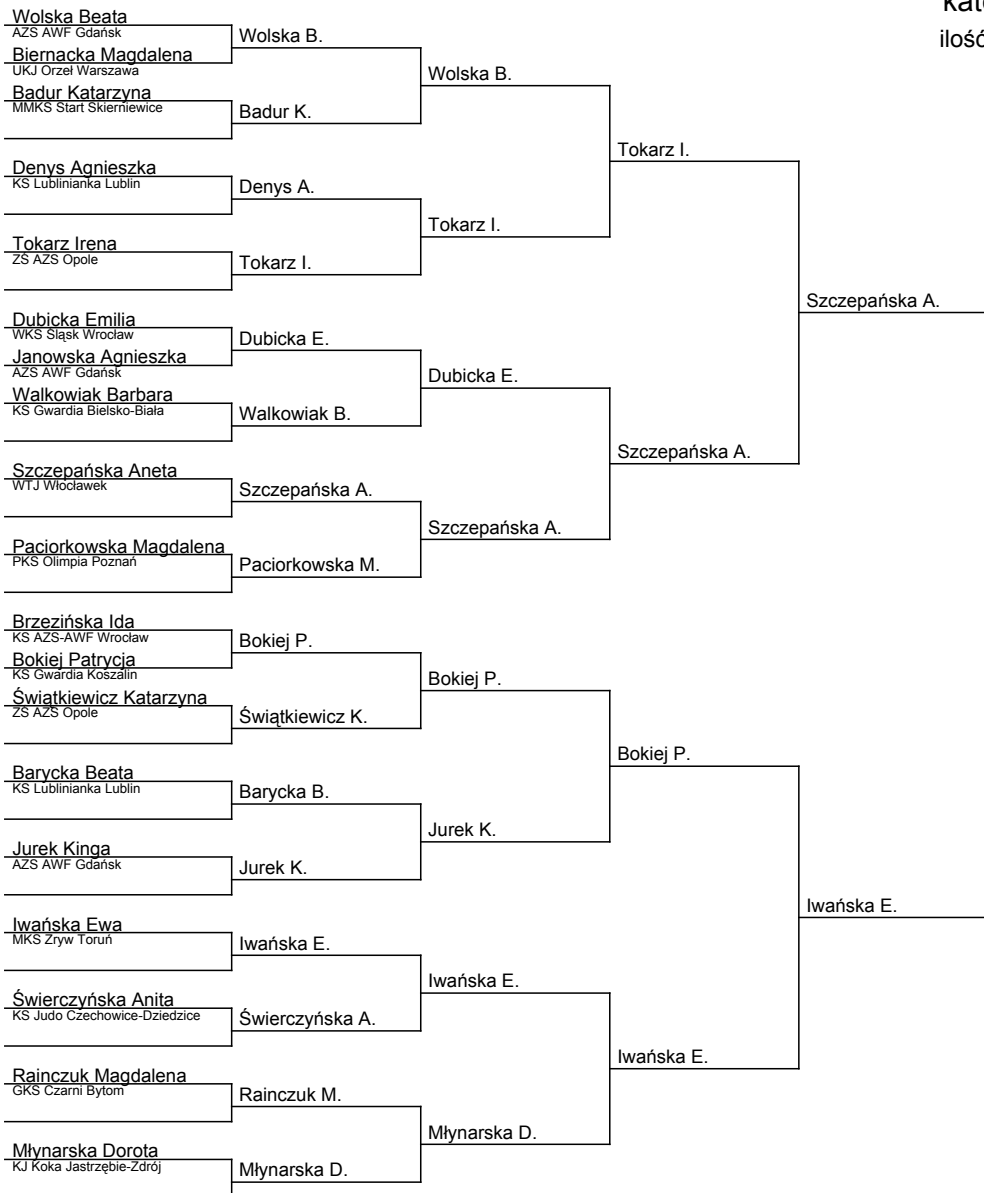 kate
ilość
Wolska Beata
AZS AWF Gdańsk
Biernacka Magdalena
UKJ Orzeł Warszawa
Badur Katarzyna
MMKS Start Skierniewice
Denys Agnieszka
KS Lublinianka Lublin
Tokarz Irena
ZS AZS Opole
Dubicka Emilia
WKS Śląsk Wrocław
Janowska Agnieszka
AZS AWF Gdańsk
Walkowiak Barbara
KS Gwardia Bielsko-Biała
Szczepańska Aneta
WTJ Włocławek
Paciorkowska Magdalena
PKS Olimpia Poznań
Brzezińska Ida
KS AZS-AWF Wrocław
Bokiej Patrycja
KS Gwardia Koszalin
Świątkiewicz Katarzyna
ZS AZS Opole
Barycka Beata
KS Lublinianka Lublin
Jurek Kinga
AZS AWF Gdańsk
Iwańska Ewa
MKS Zryw Toruń
Świerczyńska Anita
KS Judo Czechowice-Dziedzice
Rainczuk Magdalena
GKS Czarni Bytom
Młynarska Dorota
KJ Koka Jastrzębie-Zdrój
Wolska B.
Badur K.
Denys A.
Tokarz I.
Dubicka E.
Walkowiak B.
Szczepańska A.
Paciorkowska M.
Bokiej P.
Świątkiewicz K.
Barycka B.
Jurek K.
Iwańska E.
Świerczyńska A.
Rainczuk M.
Młynarska D.
Wolska B.
Tokarz I.
Dubicka E.
Szczepańska A.
Bokiej P.
Jurek K.
Iwańska E.
Młynarska D.
Tokarz I.
Szczepańska A.
Bokiej P.
Iwańska E.
Szczepańska A.
Iwańska E.